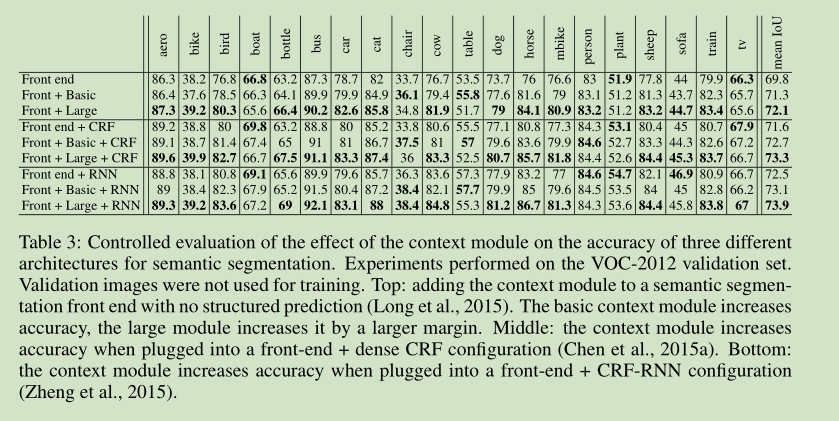 aero bike bird boat bottle bus car cat chair cow table dog horse mbike person plant sheep sofa train tv mean IoU
Front end 86.3 38.2 76.8 66.8 63.2 87.3 78.7 82 33.7 76.7 53.5 73.7 76 76.6 83 51.9 77.8 44 79.9 66.3 69.8
Front + Basic 86.4 37.6 78.5 66.3 64.1 89.9 79.9 84.9 36.1 79.4 55.8 77.6 81.6 79 83.1 51.2 81.3 43.7 82.3 65.7 71.3
Front + Large 87.3 39.2 80.3 65.6 66.4 90.2 82.6 85.8 34.8 81.9 51.7 79 84.1 80.9 83.2 51.2 83.2 44.7 83.4 65.6 72.1
Front end + CRF 89.2 38.8 80 69.8 63.2 88.8 80 85.2 33.8 80.6 55.5 77.1 80.8 77.3 84.3 53.1 80.4 45 80.7 67.9 71.6
Front + Basic + CRF 89.1 38.7 81.4 67.4 65 91 81 86.7 37.5 81 57 79.6 83.6 79.9 84.6 52.7 83.3 44.3 82.6 67.2 72.7
Front + Large + CRF 89.6 39.9 82.7 66.7 67.5 91.1 83.3 87.4 36 83.3 52.5 80.7 85.7 81.8 84.4 52.6 84.4 45.3 83.7 66.7 73.3
Front end + RNN 88.8 38.1 80.8 69.1 65.6 89.9 79.6 85.7 36.3 83.6 57.3 77.9 83.2 77 84.6 54.7 82.1 46.9 80.9 66.7 72.5
Front + Basic + RNN 89 38.4 82.3 67.9 65.2 91.5 80.4 87.2 38.4 82.1 57.7 79.9 85 79.6 84.5 53.5 84 45 82.8 66.2 73.1
Front + Large + RNN 89.3 39.2 83.6 67.2 69 92.1 83.1 88 38.4 84.8 55.3 81.2 86.7 81.3 84.3 53.6 84.4 45.8 83.8 67 73.9
Table 3: Controlled evaluation of the effect of the context module on the accuracy of three different
architectures for semantic segmentation. Experiments performed on the VOC-2012 validation set.
Validation images were not used for training. Top: adding the context module to a semantic segmen-
tation front end with no structured prediction (Long et al., 2015). The basic context module increases
accuracy, the large module increases it by a larger margin. Middle: the context module increases
accuracy when plugged into a front-end + dense CRF configuration (Chen et al., 2015a). Bottom:
the context module increases accuracy when plugged into a front-end + CRF-RNN configuration
(Zheng et al., 2015).